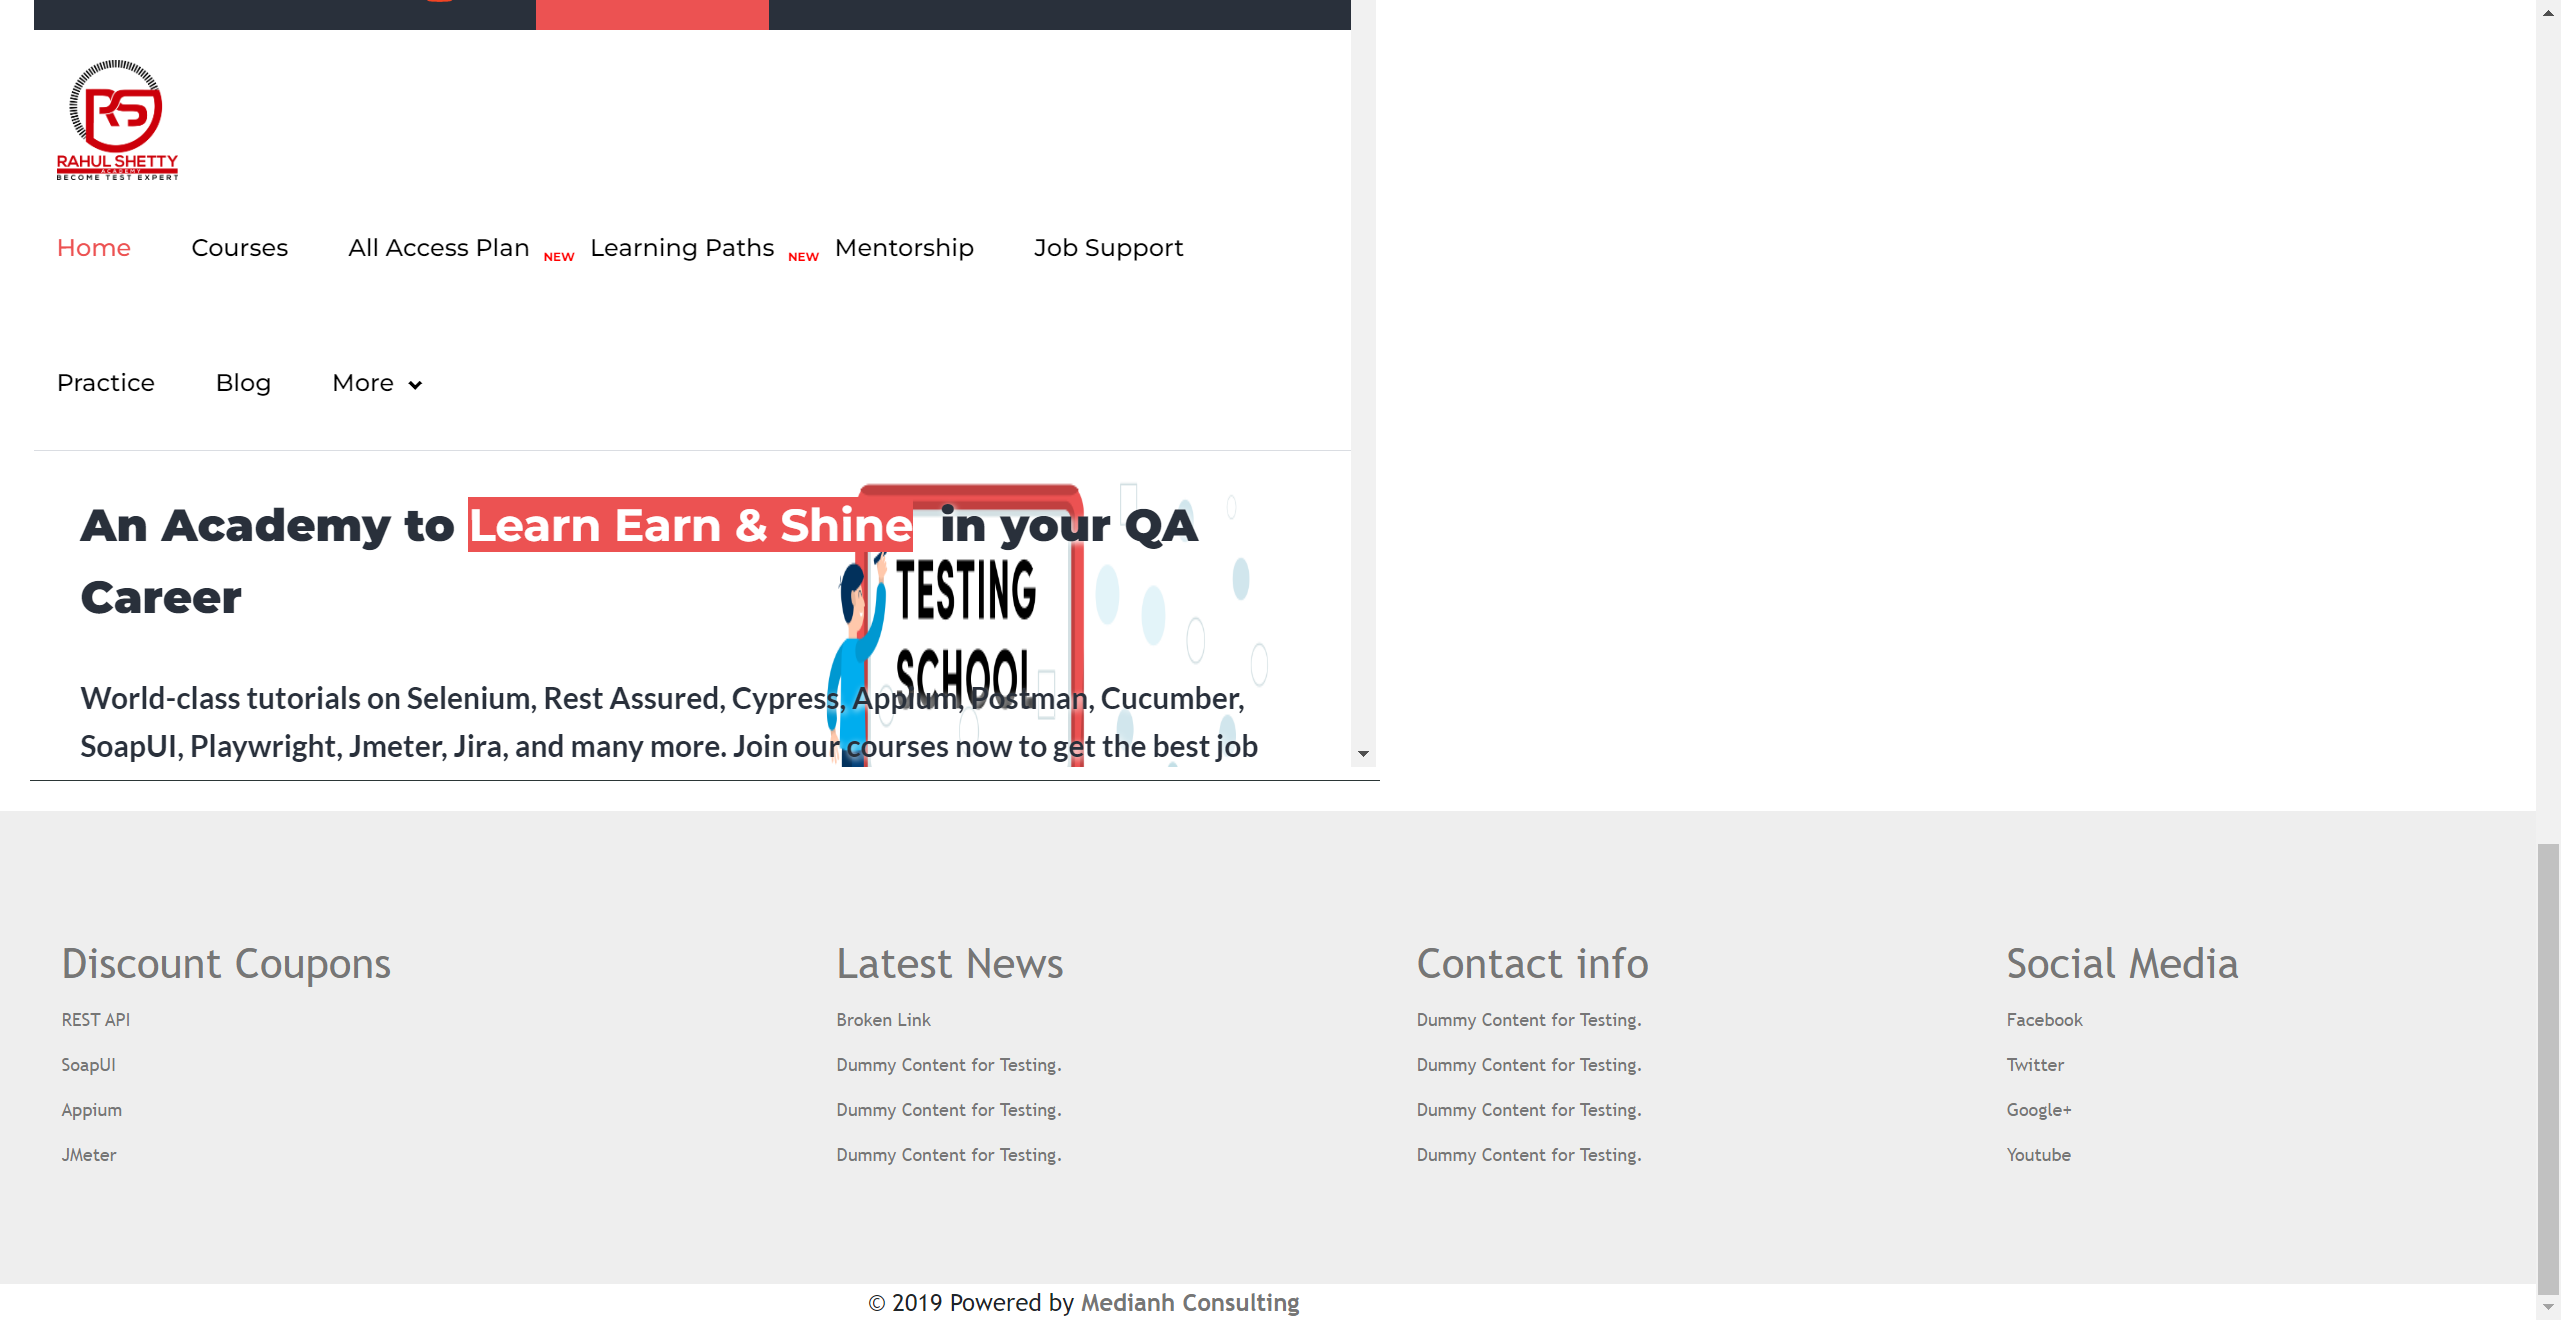 RS
RAHUL SHETTY
ACADEMY
BECOME TEST EXPERT
Home Courses All Access Plan NEW Learning Paths NEW Mentorship Job Support
Practice Blog More
An Academy to Learn Earn & Shine in your QA
Career
TESTING
SCHOOL
World-class tutorials on Selenium, Rest Assured, Cypress, Appium, Postman, Cucumber,
SoapUI, Playwright, Jmeter, Jira, and many more. Join our courses now to get the best job
Discount Coupons Latest News Contact info Social Media
REST API Broken Link Dummy Content for Testing. Facebook
SoapUI Dummy Content for Testing. Dummy Content for Testing. Twitter
Appium Dummy Content for Testing. Dummy Content for Testing. Google+
JMeter Dummy Content for Testing. Dummy Content for Testing. Youtube
© 2019 Powered by Medianh Consulting